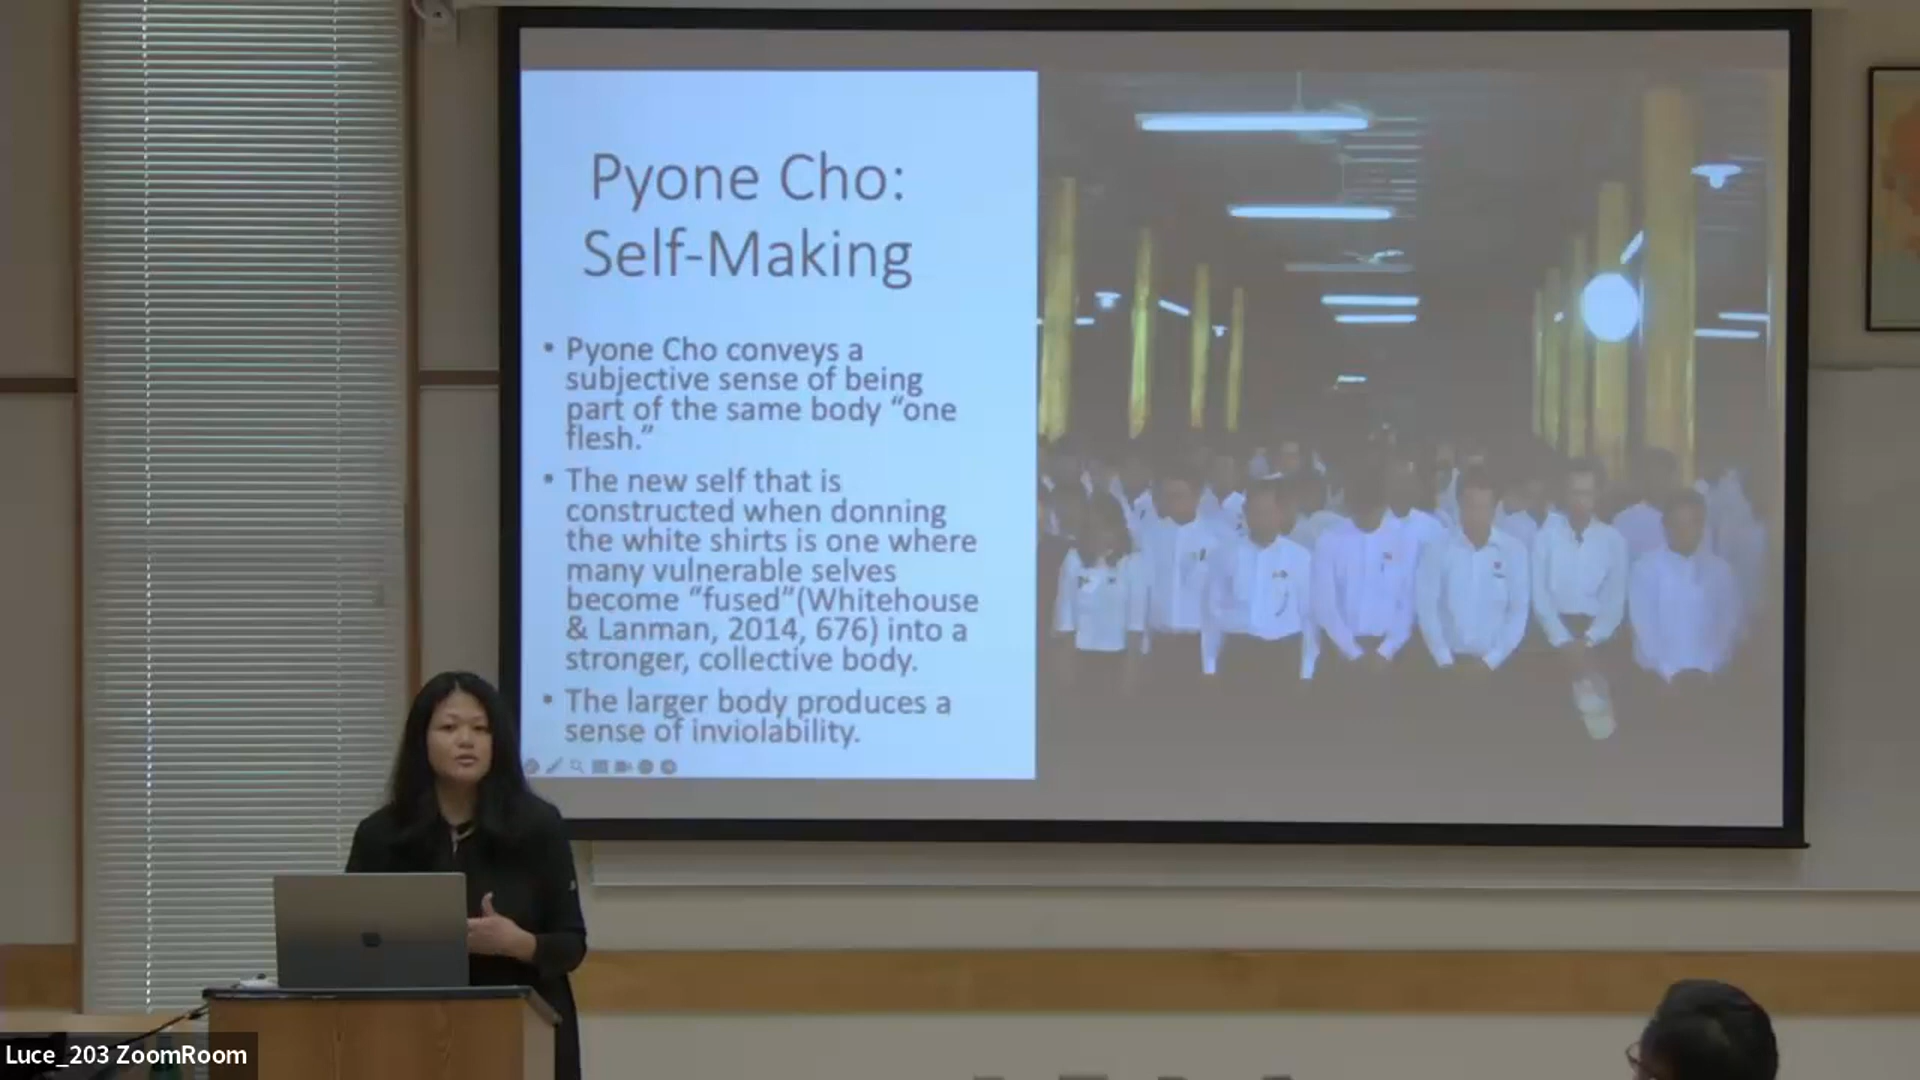 Pyone Cho:
Self-Making
• Pyone Cho conveys a
subjective sense of being
part of the same body “one
flesh.”
• The new self that is
constructed when donning
the white shirts is one where
many vulnerable selves
become “fused”(Whitehouse
& Lanman, 2014, 676) into a
stronger, collective body.
• The larger body produces a
sense of inviolability.
Luce_203 ZoomRoom